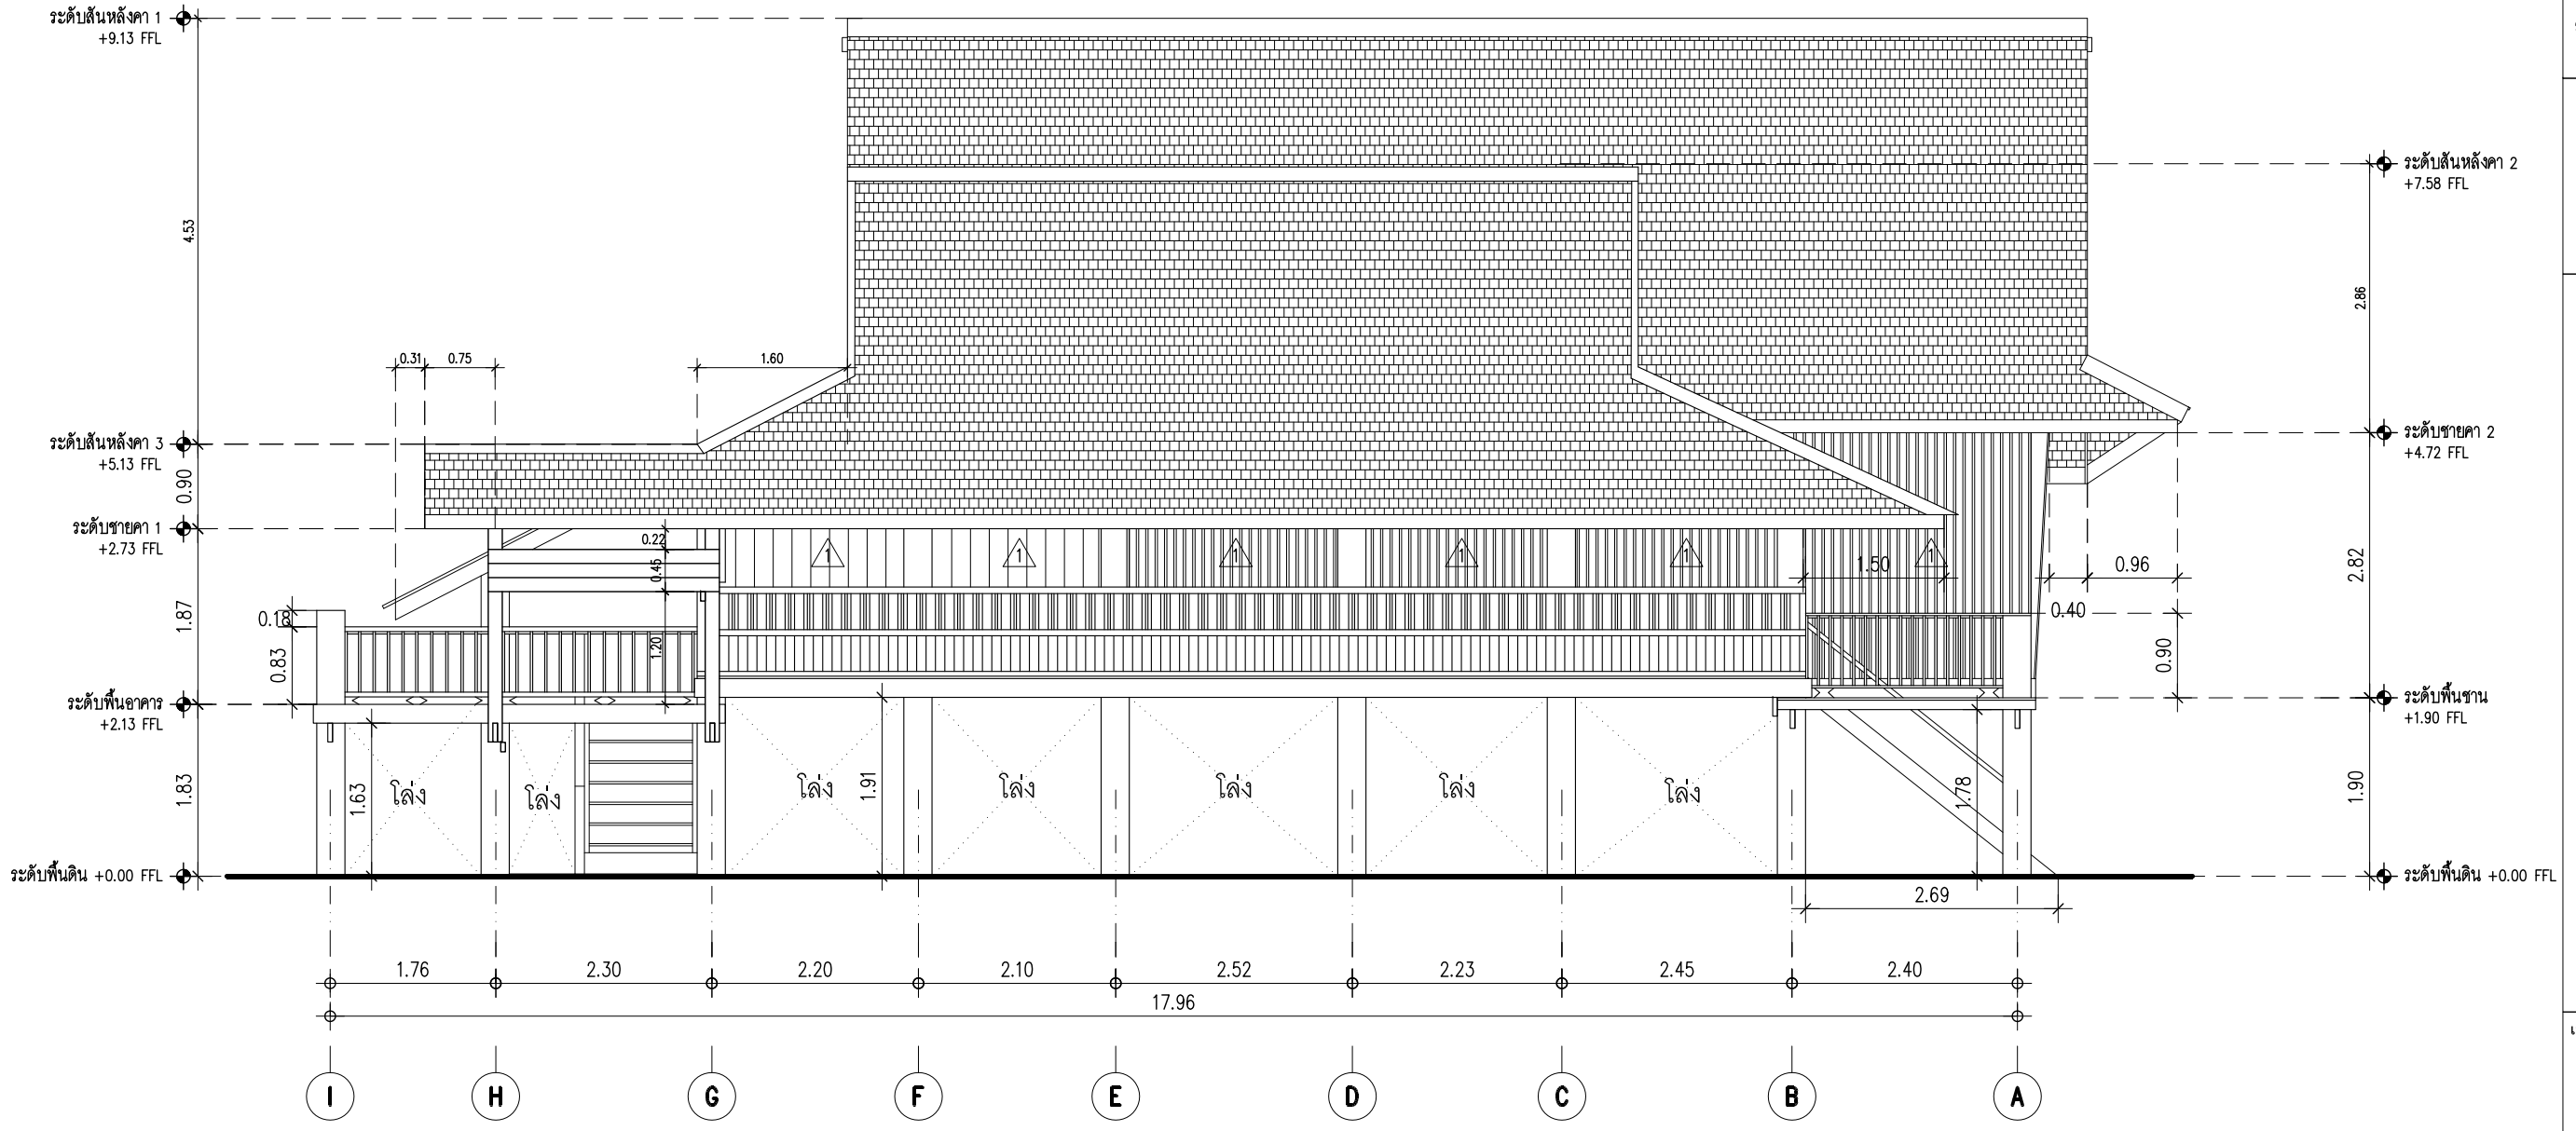 ระดับสันหลังคา 1
+9.13 FFL
ระดับสันหลังคา 2
+7.58 FFL
4.53
2.86
0.31
0.75
1.60
ระดับสันหลังคา 3
+5.13 FFL
ระดับชายคา 2
+4.72 FFL
0.90
ระดับชายคา 1
+2.73 FFL
0.22
0.45
1
1
1
1
1
1
1.50
0.96
2.82
0.40
0.18
1.87
0.83
1.20
0.90
ระดับพื้นอาคาร
+2.13 FFL
ระดับพื้นชาน
+1.90 FFL
1.83
1.63
โล่ง
โล่ง
โล่ง
1.91
โล่ง
โล่ง
โล่ง
โล่ง
1.78
1.90
ระดับพื้นดิน +0.00 FFL
ระดับพื้นดิน +0.00 FFL
2.69
1.76
2.30
2.20
2.10
2.52
2.23
2.45
2.40
17.96
I
H
G
F
E
D
C
B
A